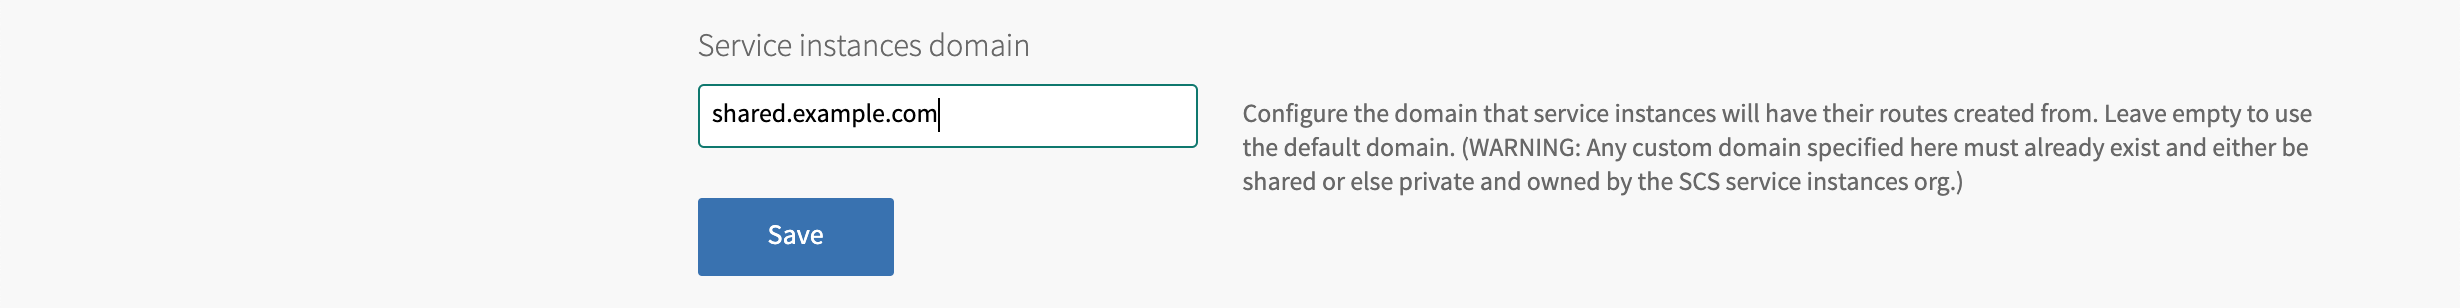 Service instances domain
shared.example.com
Configure the domain that service instances will have their routes created from. Leave empty to use
the default domain. (WARNING: Any custom domain specified here must already exist and either be
shared or else private and owned by the SCS service instances org.)
Save